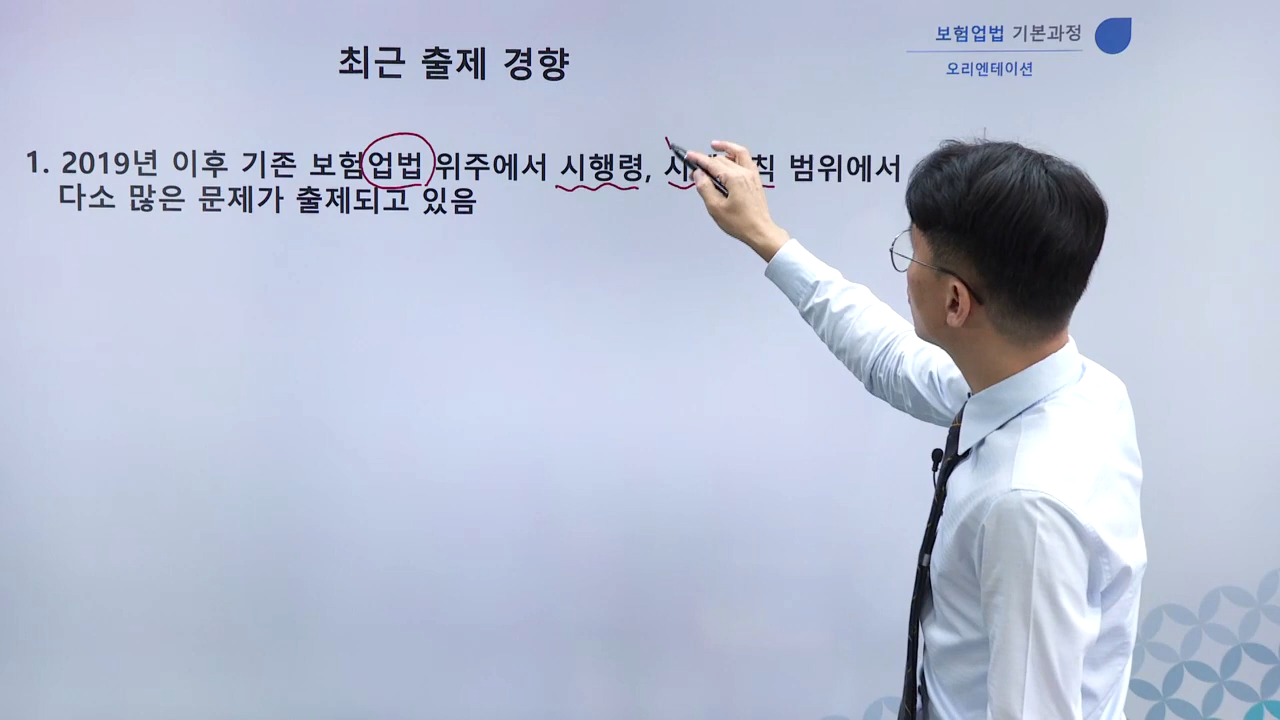 최근 출제 경향
보험업법 기본과정
오리엔테이션
1. 2019년 이후 기존 보험업법 위주에서 시행령, 범위에서
다소 많은 문제가 출제되고 있음